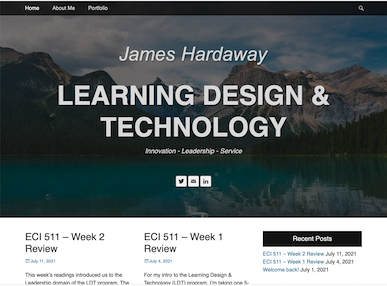 Home About Me Portfolio
James Hardaway
LEARNING DESIGN &
TECHNOLOGY
Innovation - Leadership - Service
ECI 511 – Week 2
Review
July 11, 2021
This week's readings introduced us to the
Leadership domain of the LDT program. The
ECI 511 – Week 1
Review
July 4, 2021
For my intro to the Learning Design &
Technology (LDT) program, I'm taking one 5-
Recent Posts
ECI 511 – Week 2 Review July 11, 2021
ECI 511 – Week 1 Review July 4, 2021
Welcome back! July 1, 2021